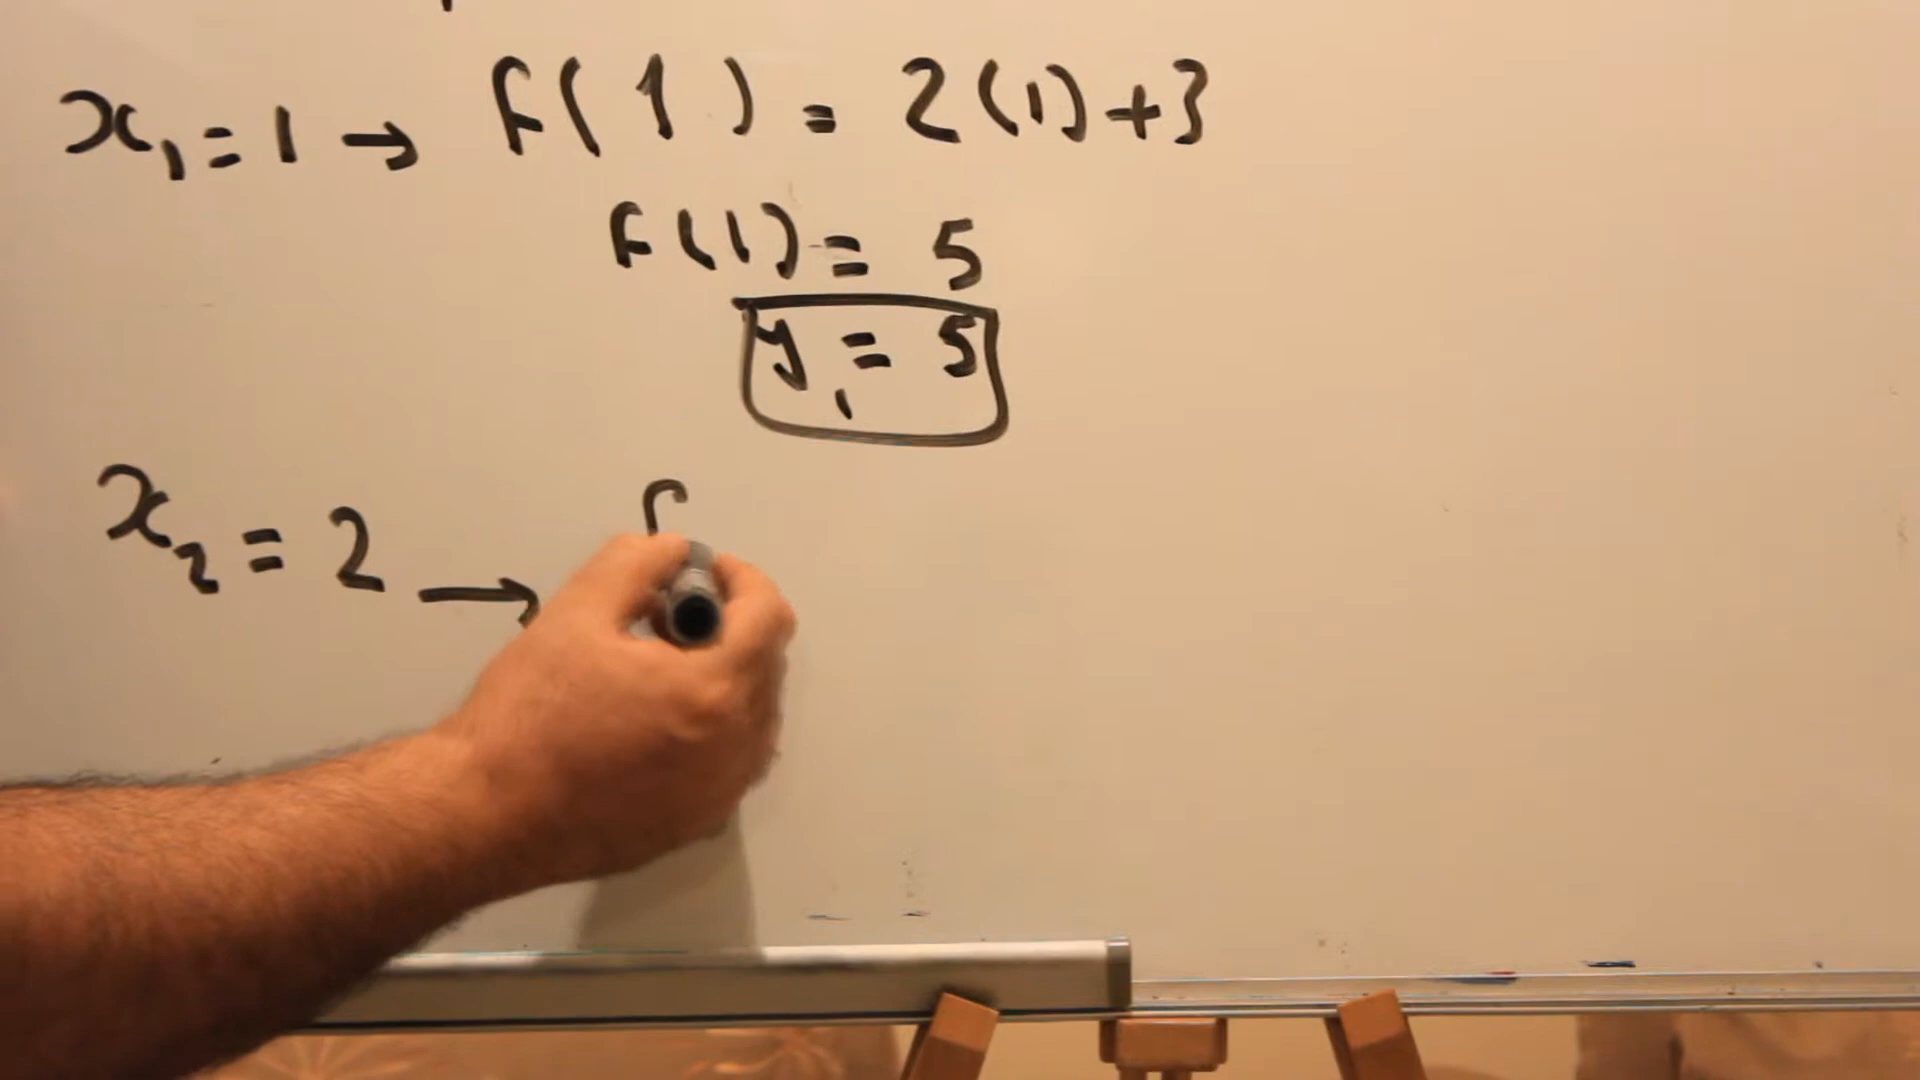 x₁ = 1 → f(1) = 2(1)+3
f(1) = 5
y₁ = 5
x₂ = 2 → f